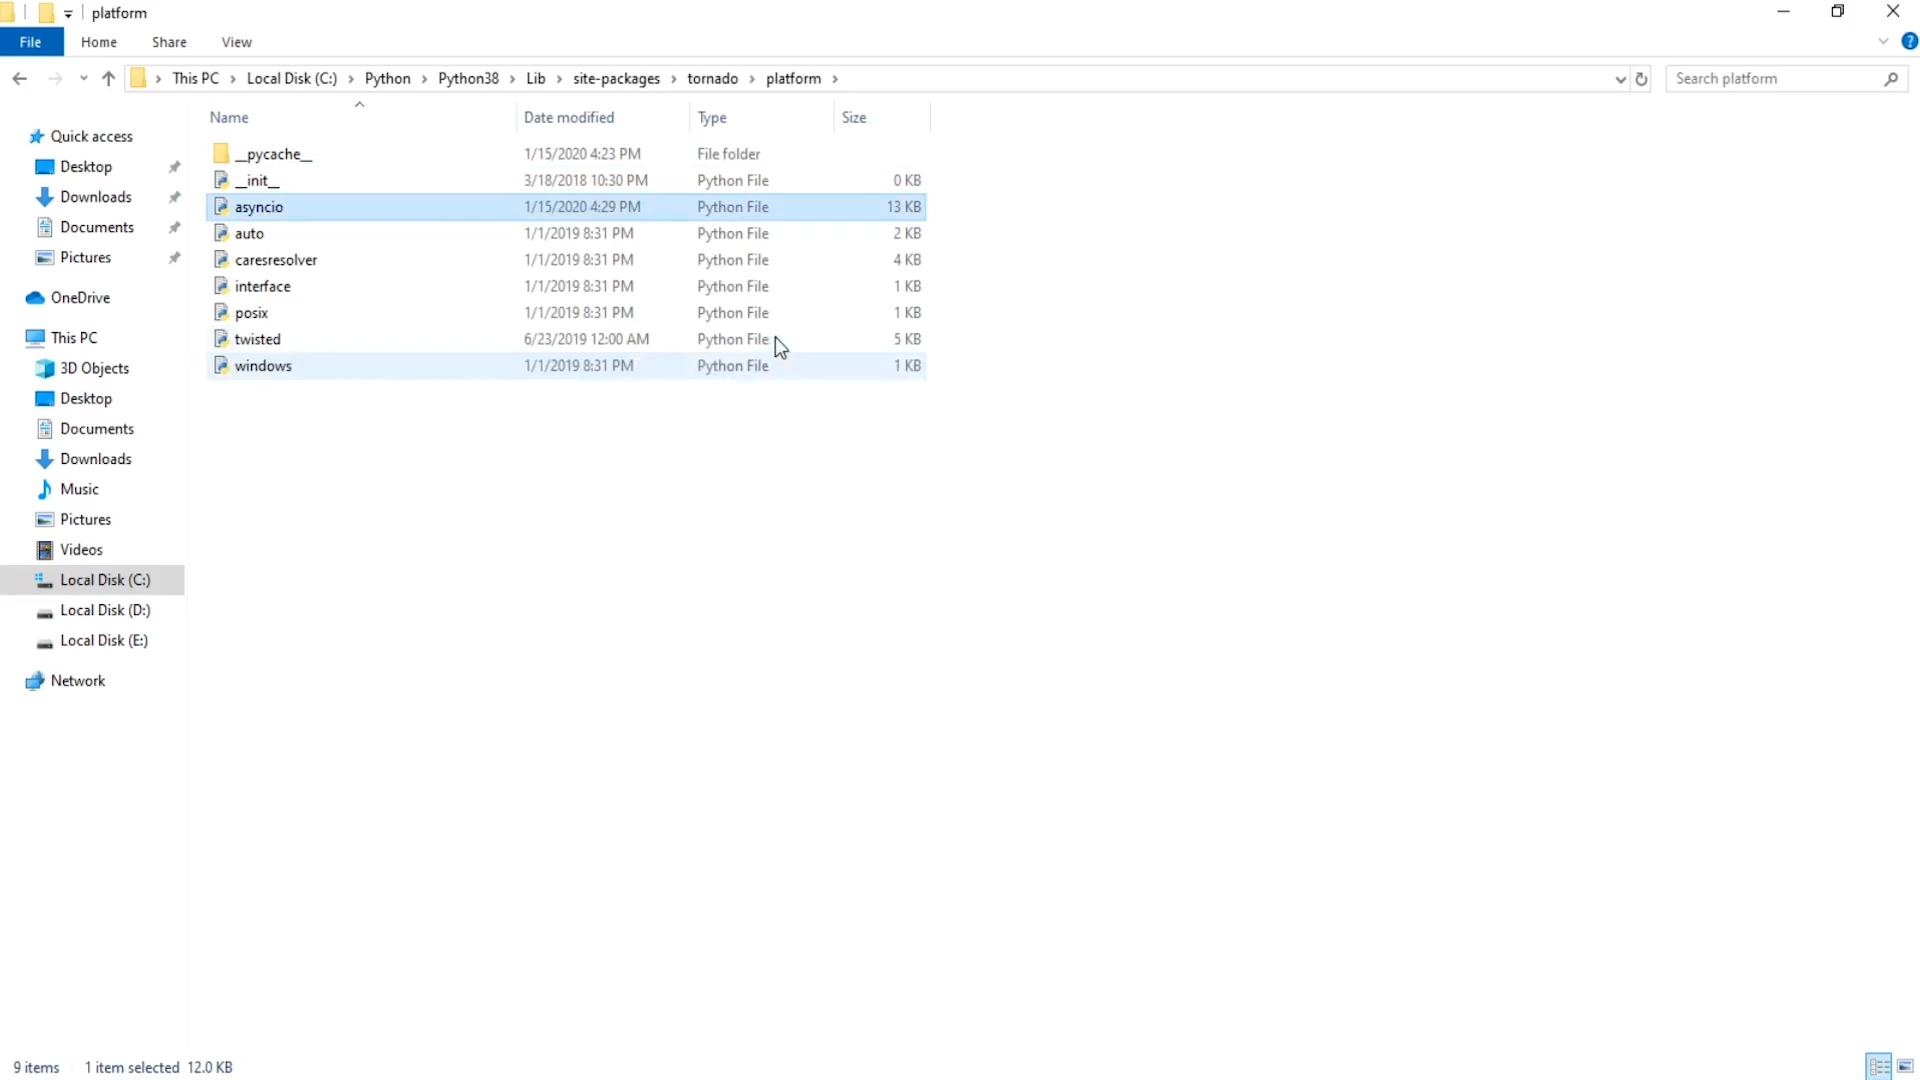 platform
File Home Share View ?
This PC Local Disk (C:) Python Python38 Lib site-packages tornado platform Search platform
Name Date modified Type Size
Quick access
Desktop
Downloads
Documents
Pictures
OneDrive
This PC
3D Objects
Desktop
Documents
Downloads
Music
Pictures
Videos
Local Disk (C:)
Local Disk (D:)
Local Disk (E:)
Network
__pycache__ 1/15/2020 4:23 PM File folder
__init__ 3/18/2018 10:30 PM Python File 0 KB
asyncio 1/15/2020 4:29 PM Python File 13 KB
auto 1/1/2019 8:31 PM Python File 2 KB
caresresolver 1/1/2019 8:31 PM Python File 4 KB
interface 1/1/2019 8:31 PM Python File 1 KB
posix 1/1/2019 8:31 PM Python File 1 KB
twisted 6/23/2019 12:00 AM Python File 5 KB
windows 1/1/2019 8:31 PM Python File 1 KB
9 items 1 item selected 12.0 KB